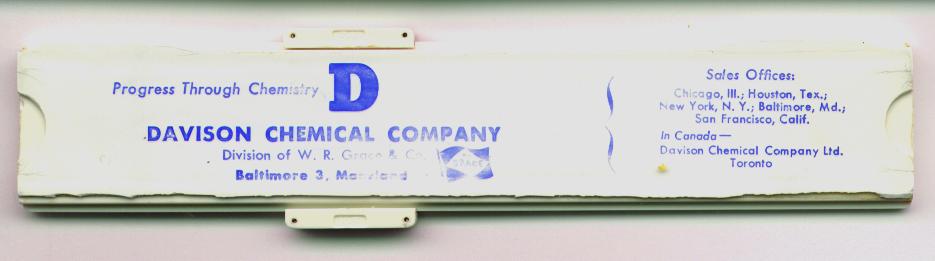 Progress Through Chemistry
D
DAVISON CHEMICAL COMPANY
Division of W. R. Grace & Co.
Baltimore 3, Maryland
GRACE
Sales Offices:
Chicago, Ill.; Houston, Tex.;
New York, N. Y.; Baltimore, Md.;
San Francisco, Calif.
In Canada—
Davison Chemical Company Ltd.
Toronto